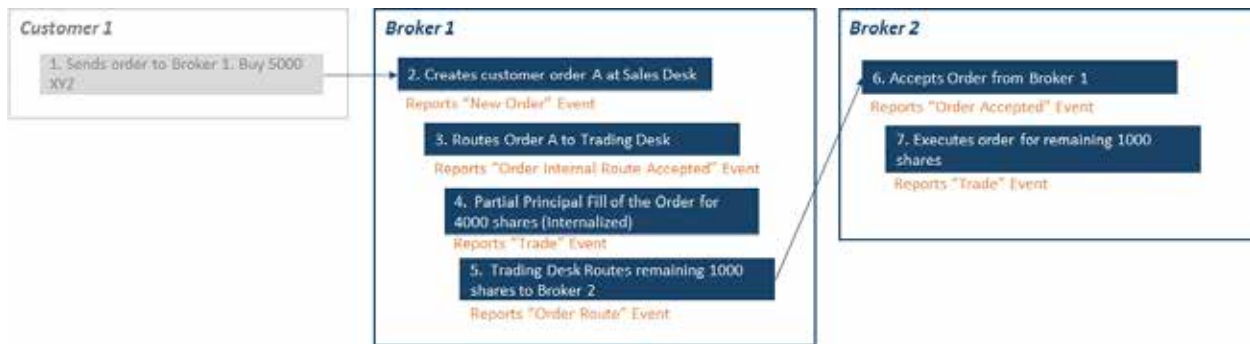 Customer 1
1. Sends order to Broker 1. Buy 5000
XYZ
Broker 1
2. Creates customer order A at Sales Desk
Reports "New Order" Event
3. Routes Order A to Trading Desk
Reports "Order Internal Route Accepted" Event
4. Partial Principal Fill of the Order for
4000 shares (Internalized)
Reports "Trade" Event
5. Trading Desk Routes remaining 1000
shares to Broker 2
Reports "Order Route" Event
Broker 2
6. Accepts Order from Broker 1
Reports "Order Accepted" Event
7. Executes order for remaining 1000
shares
Reports "Trade" Event